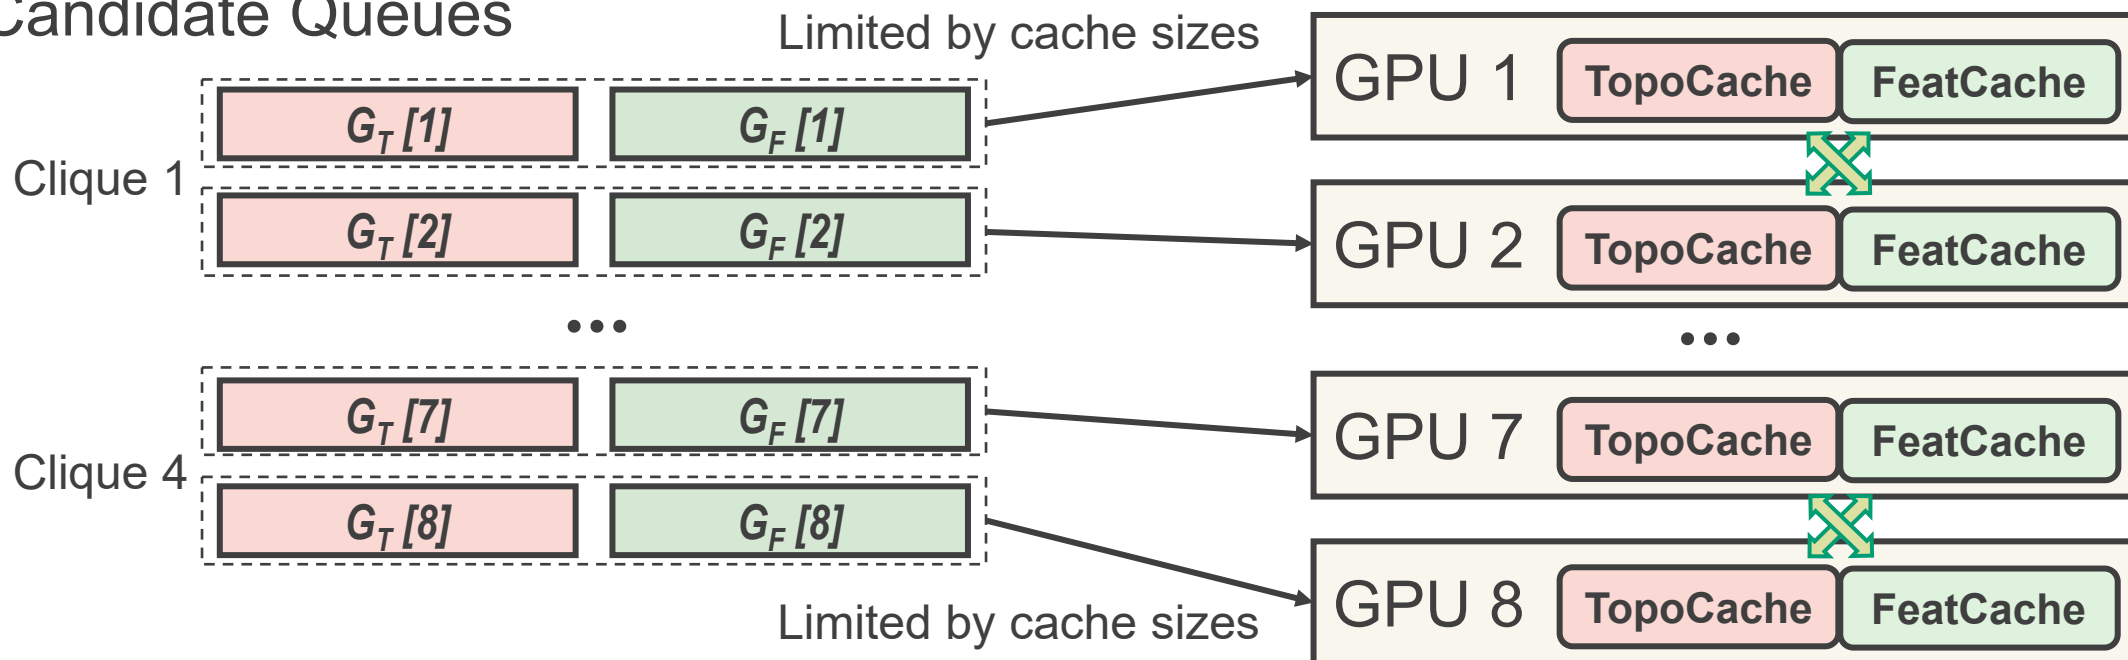 Candidate Queues
Limited by cache sizes
Clique 1
G_T [1] G_F [1]
G_T [2] G_F [2]
...
Clique 4
G_T [7] G_F [7]
G_T [8] G_F [8]
Limited by cache sizes
GPU 1 TopoCache FeatCache
GPU 2 TopoCache FeatCache
...
GPU 7 TopoCache FeatCache
GPU 8 TopoCache FeatCache